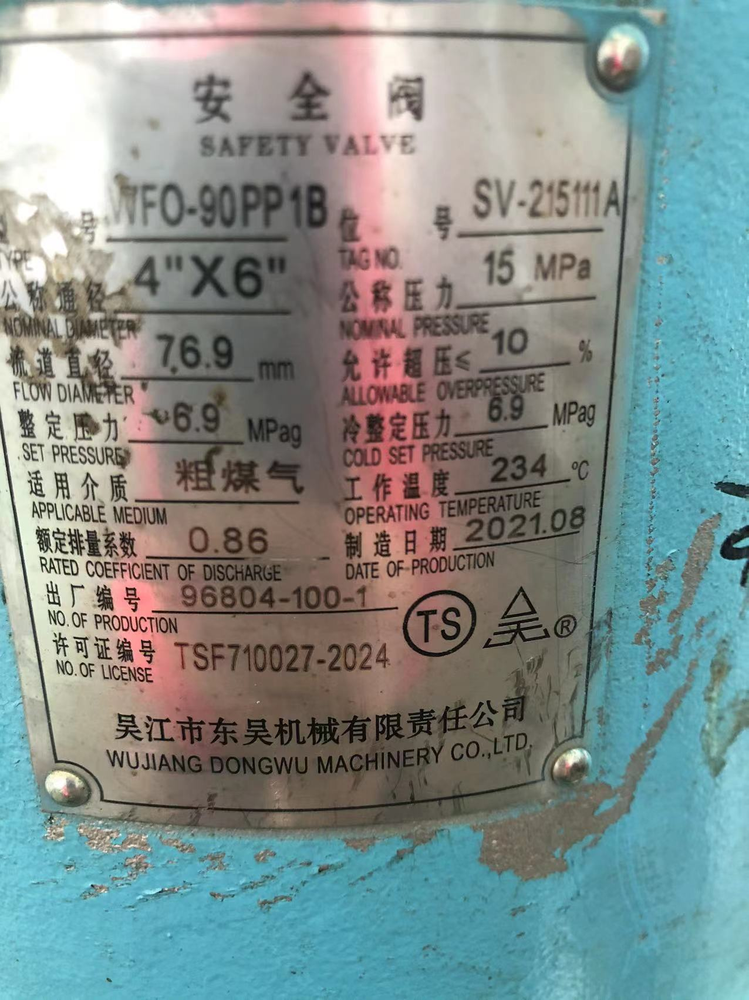 安全阀
SAFETY VALVE
号 WFO-90PP1B 位号 SV-215111A
TYPE TAG NO.
公称通径 4"X6" 公称压力 15 MPa
NOMINAL DIAMETER NOMINAL PRESSURE
流道直径 76.9 mm 允许超压≤ 10 %
FLOW DIAMETER ALLOWABLE OVERPRESSURE
整定压力 6.9 MPag 冷整定压力 6.9 MPag
SET PRESSURE COLD SET PRESSURE
适用介质 粗煤气 工作温度 234 ℃
APPLICABLE MEDIUM OPERATING TEMPERATURE
额定排量系数 0.86 制造日期 2021.08
RATED COEFFICIENT OF DISCHARGE DATE OF PRODUCTION
出厂编号 96804-100-1
NO. OF PRODUCTION
TS 吴®
许可证编号 TSF710027-2024
NO. OF LICENSE
吴江市东吴机械有限责任公司
WUJIANG DONGWU MACHINERY CO.,LTD.